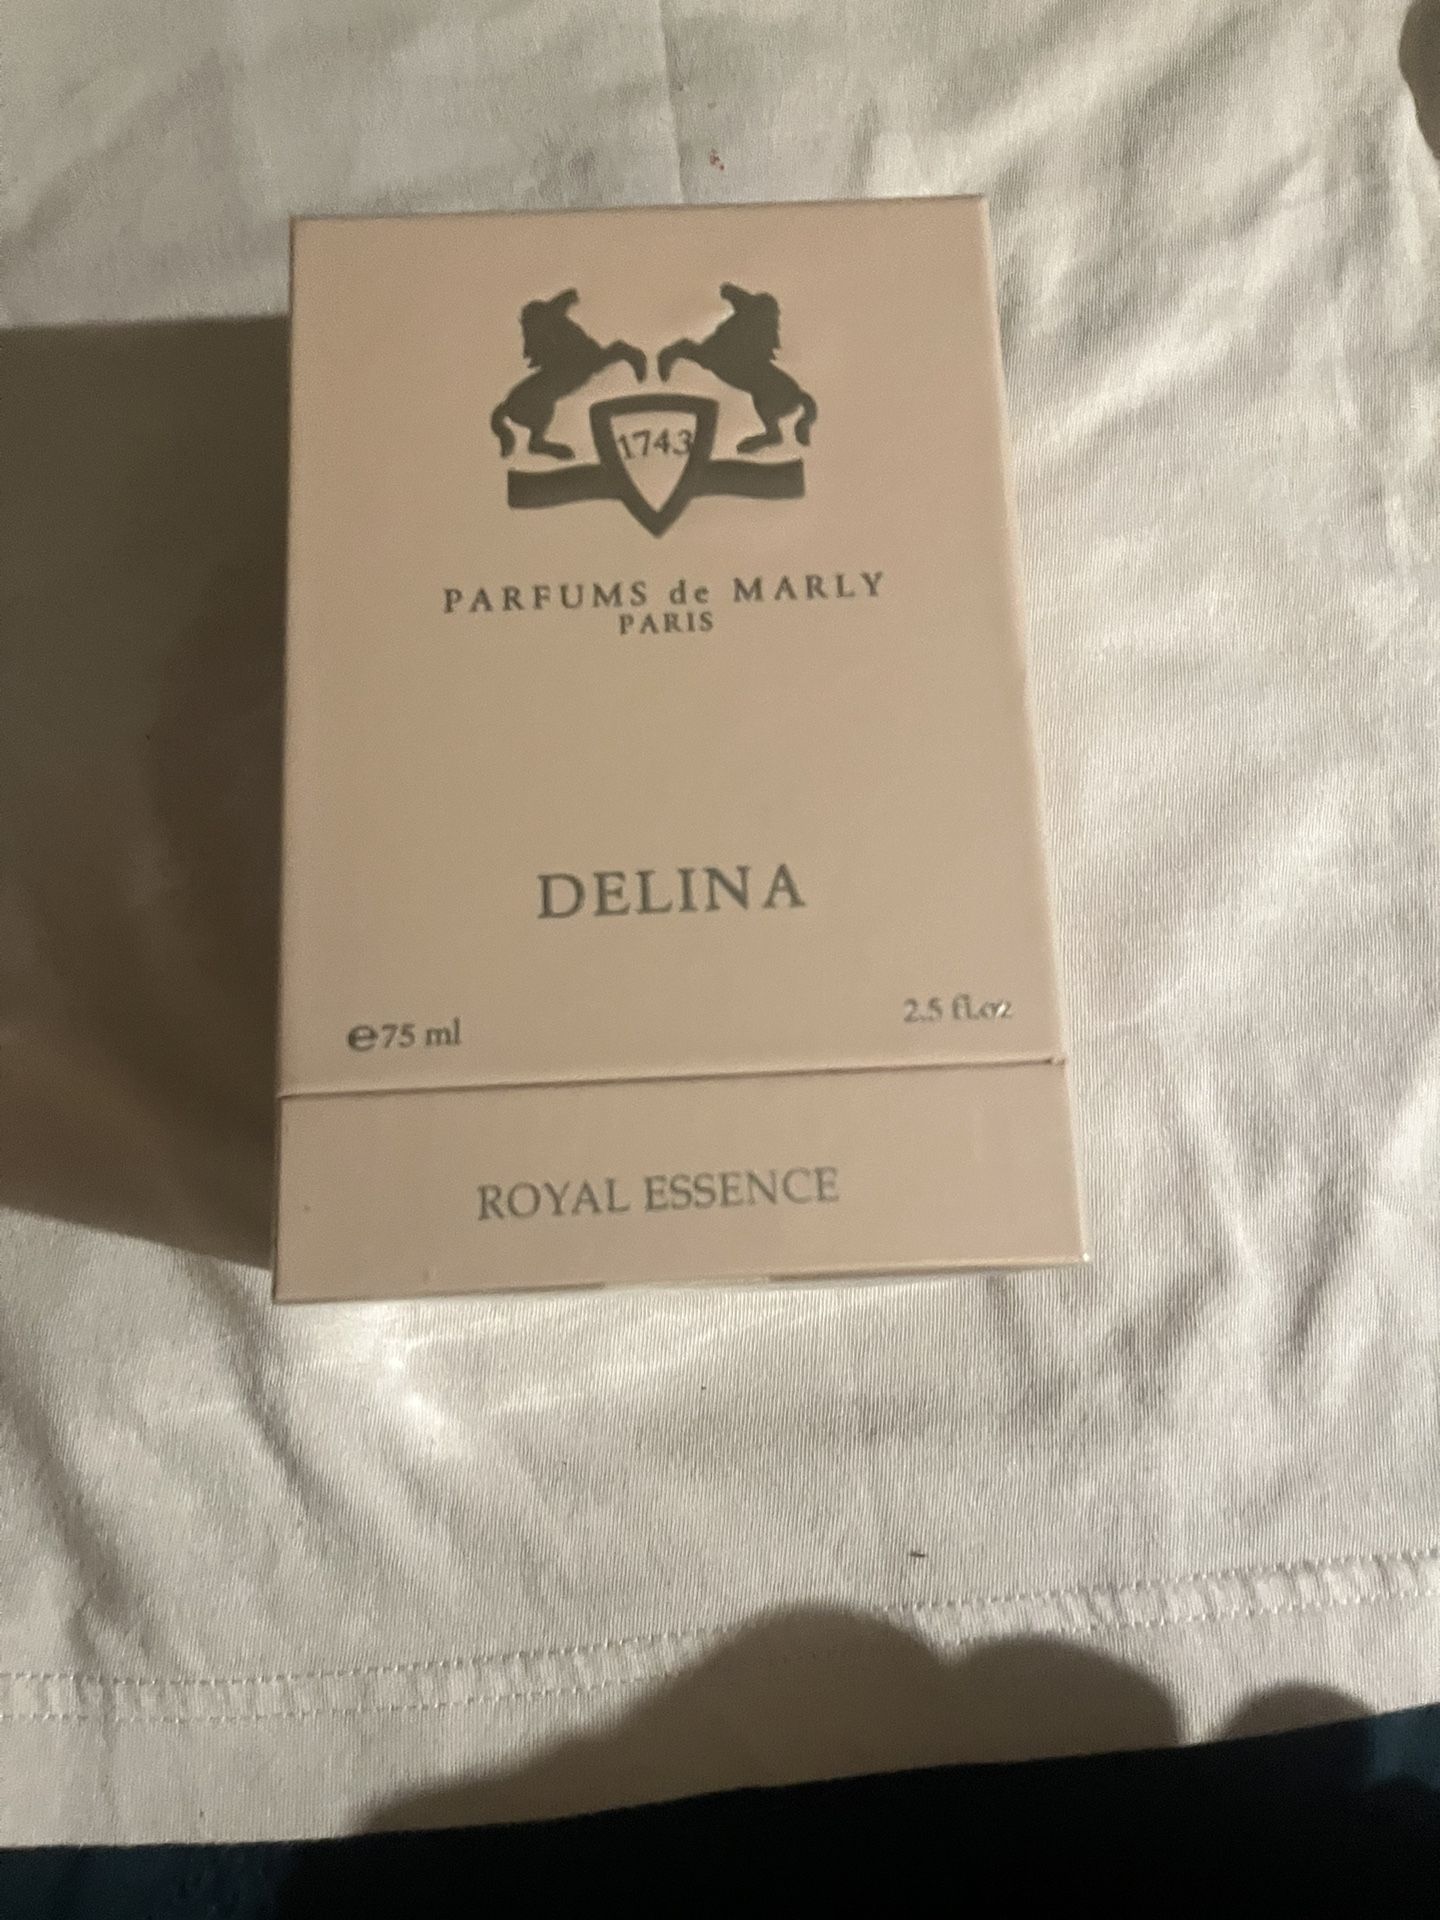 1743
PARFUMS de MARLY
PARIS
DELINA
℮75 ml
2.5 fl.oz
ROYAL ESSENCE